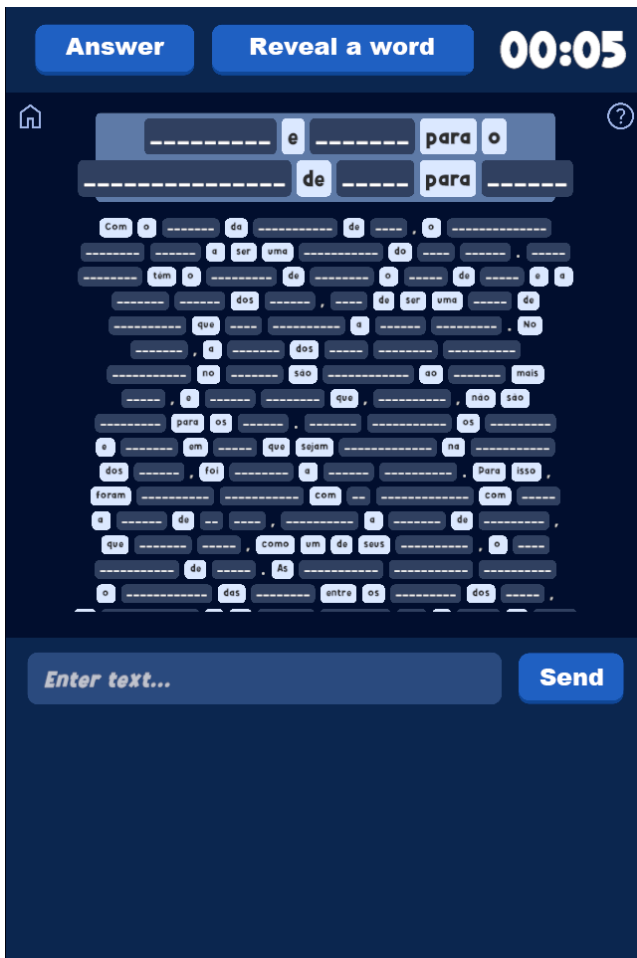 Answer Reveal a word 00:05
?
e para o
de para
Com o da de , o
a ser uma do .
têm o de o de e a
dos , de ser uma de
que a . No
, a dos
no são ao mais
, e que , , não são
para os . os
e em que sejam na
dos , foi a . Para isso ,
foram com com
a de , a de ,
que , como um de seus , o
de . As
o das entre os dos ,
Enter text... Send